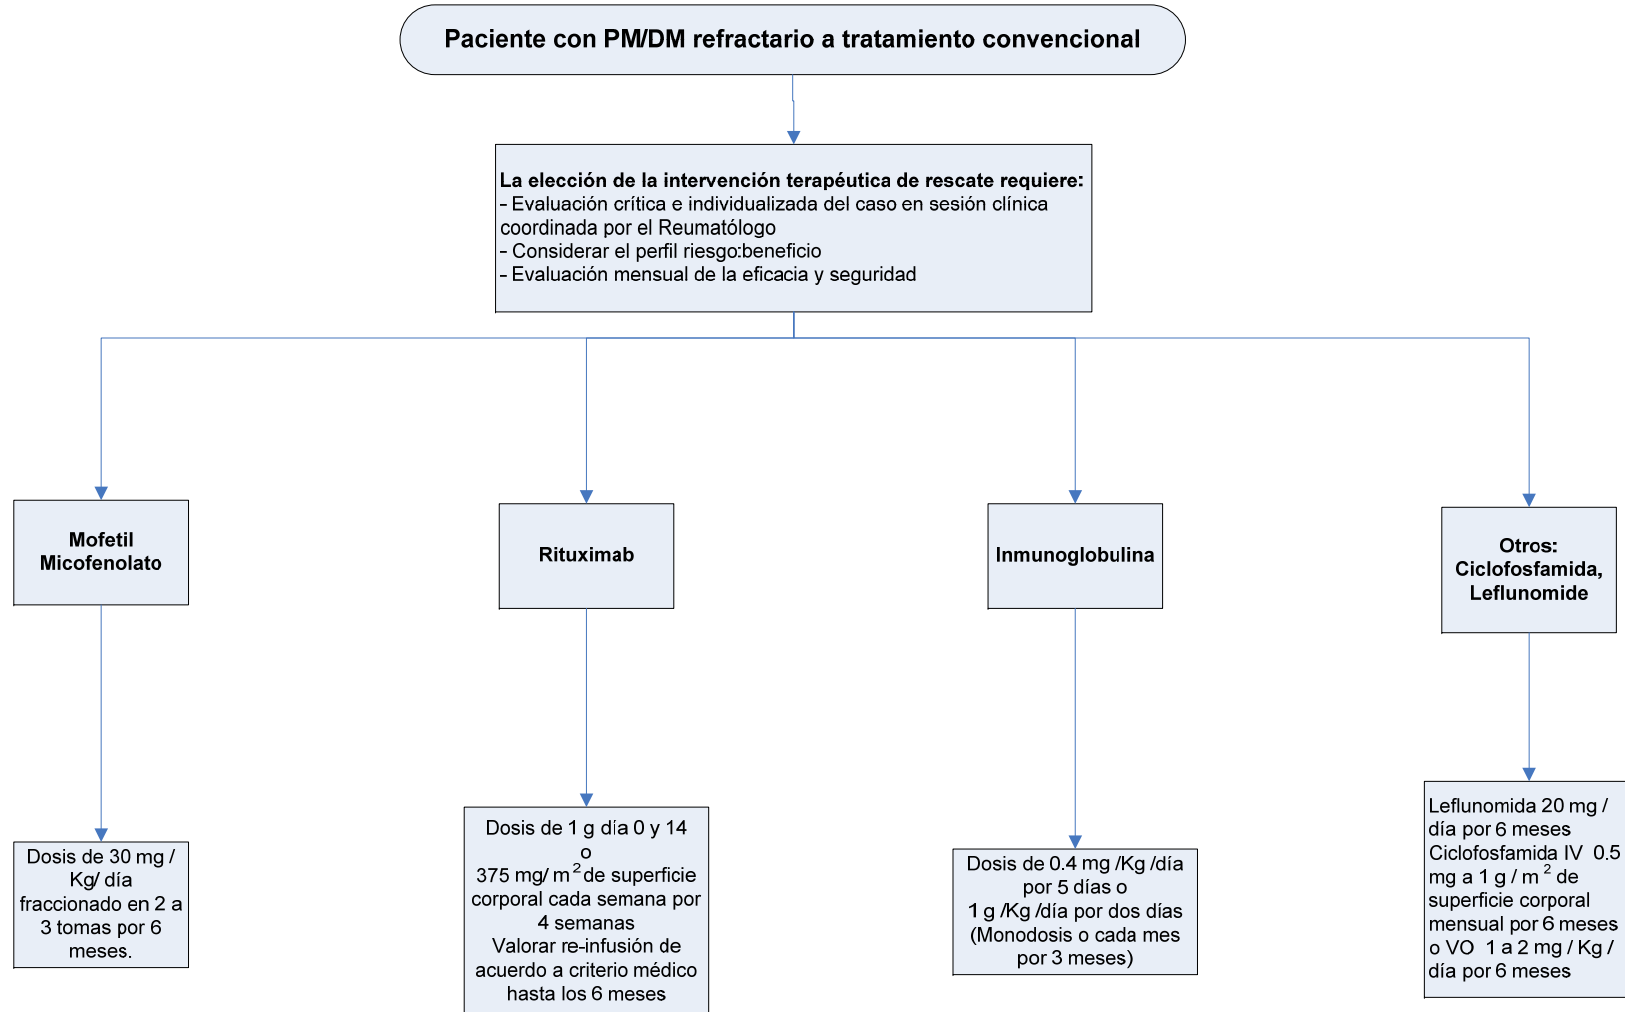 Paciente con PM/DM refractario a tratamiento convencional
La elección de la intervención terapéutica de rescate requiere:
- Evaluación crítica e individualizada del caso en sesión clínica
coordinada por el Reumatólogo
- Considerar el perfil riesgo:beneficio
- Evaluación mensual de la eficacia y seguridad
Mofetil
Micofenolato
Rituximab
Inmunoglobulina
Otros:
Ciclofosfamida,
Leflunomide
Dosis de 30 mg /
Kg/ día
fraccionado en 2 a
3 tomas por 6
meses.
Dosis de 1 g día 0 y 14
o
375 mg/ m² de superficie
corporal cada semana por
4 semanas
Valorar re-infusión de
acuerdo a criterio médico
hasta los 6 meses
Dosis de 0.4 mg /Kg /día
por 5 días o
1 g /Kg /día por dos días
(Monodosis o cada mes
por 3 meses)
Leflunomida 20 mg /
día por 6 meses
Ciclofosfamida IV 0.5
mg a 1 g / m² de
superficie corporal
mensual por 6 meses
o VO 1 a 2 mg / Kg /
día por 6 meses